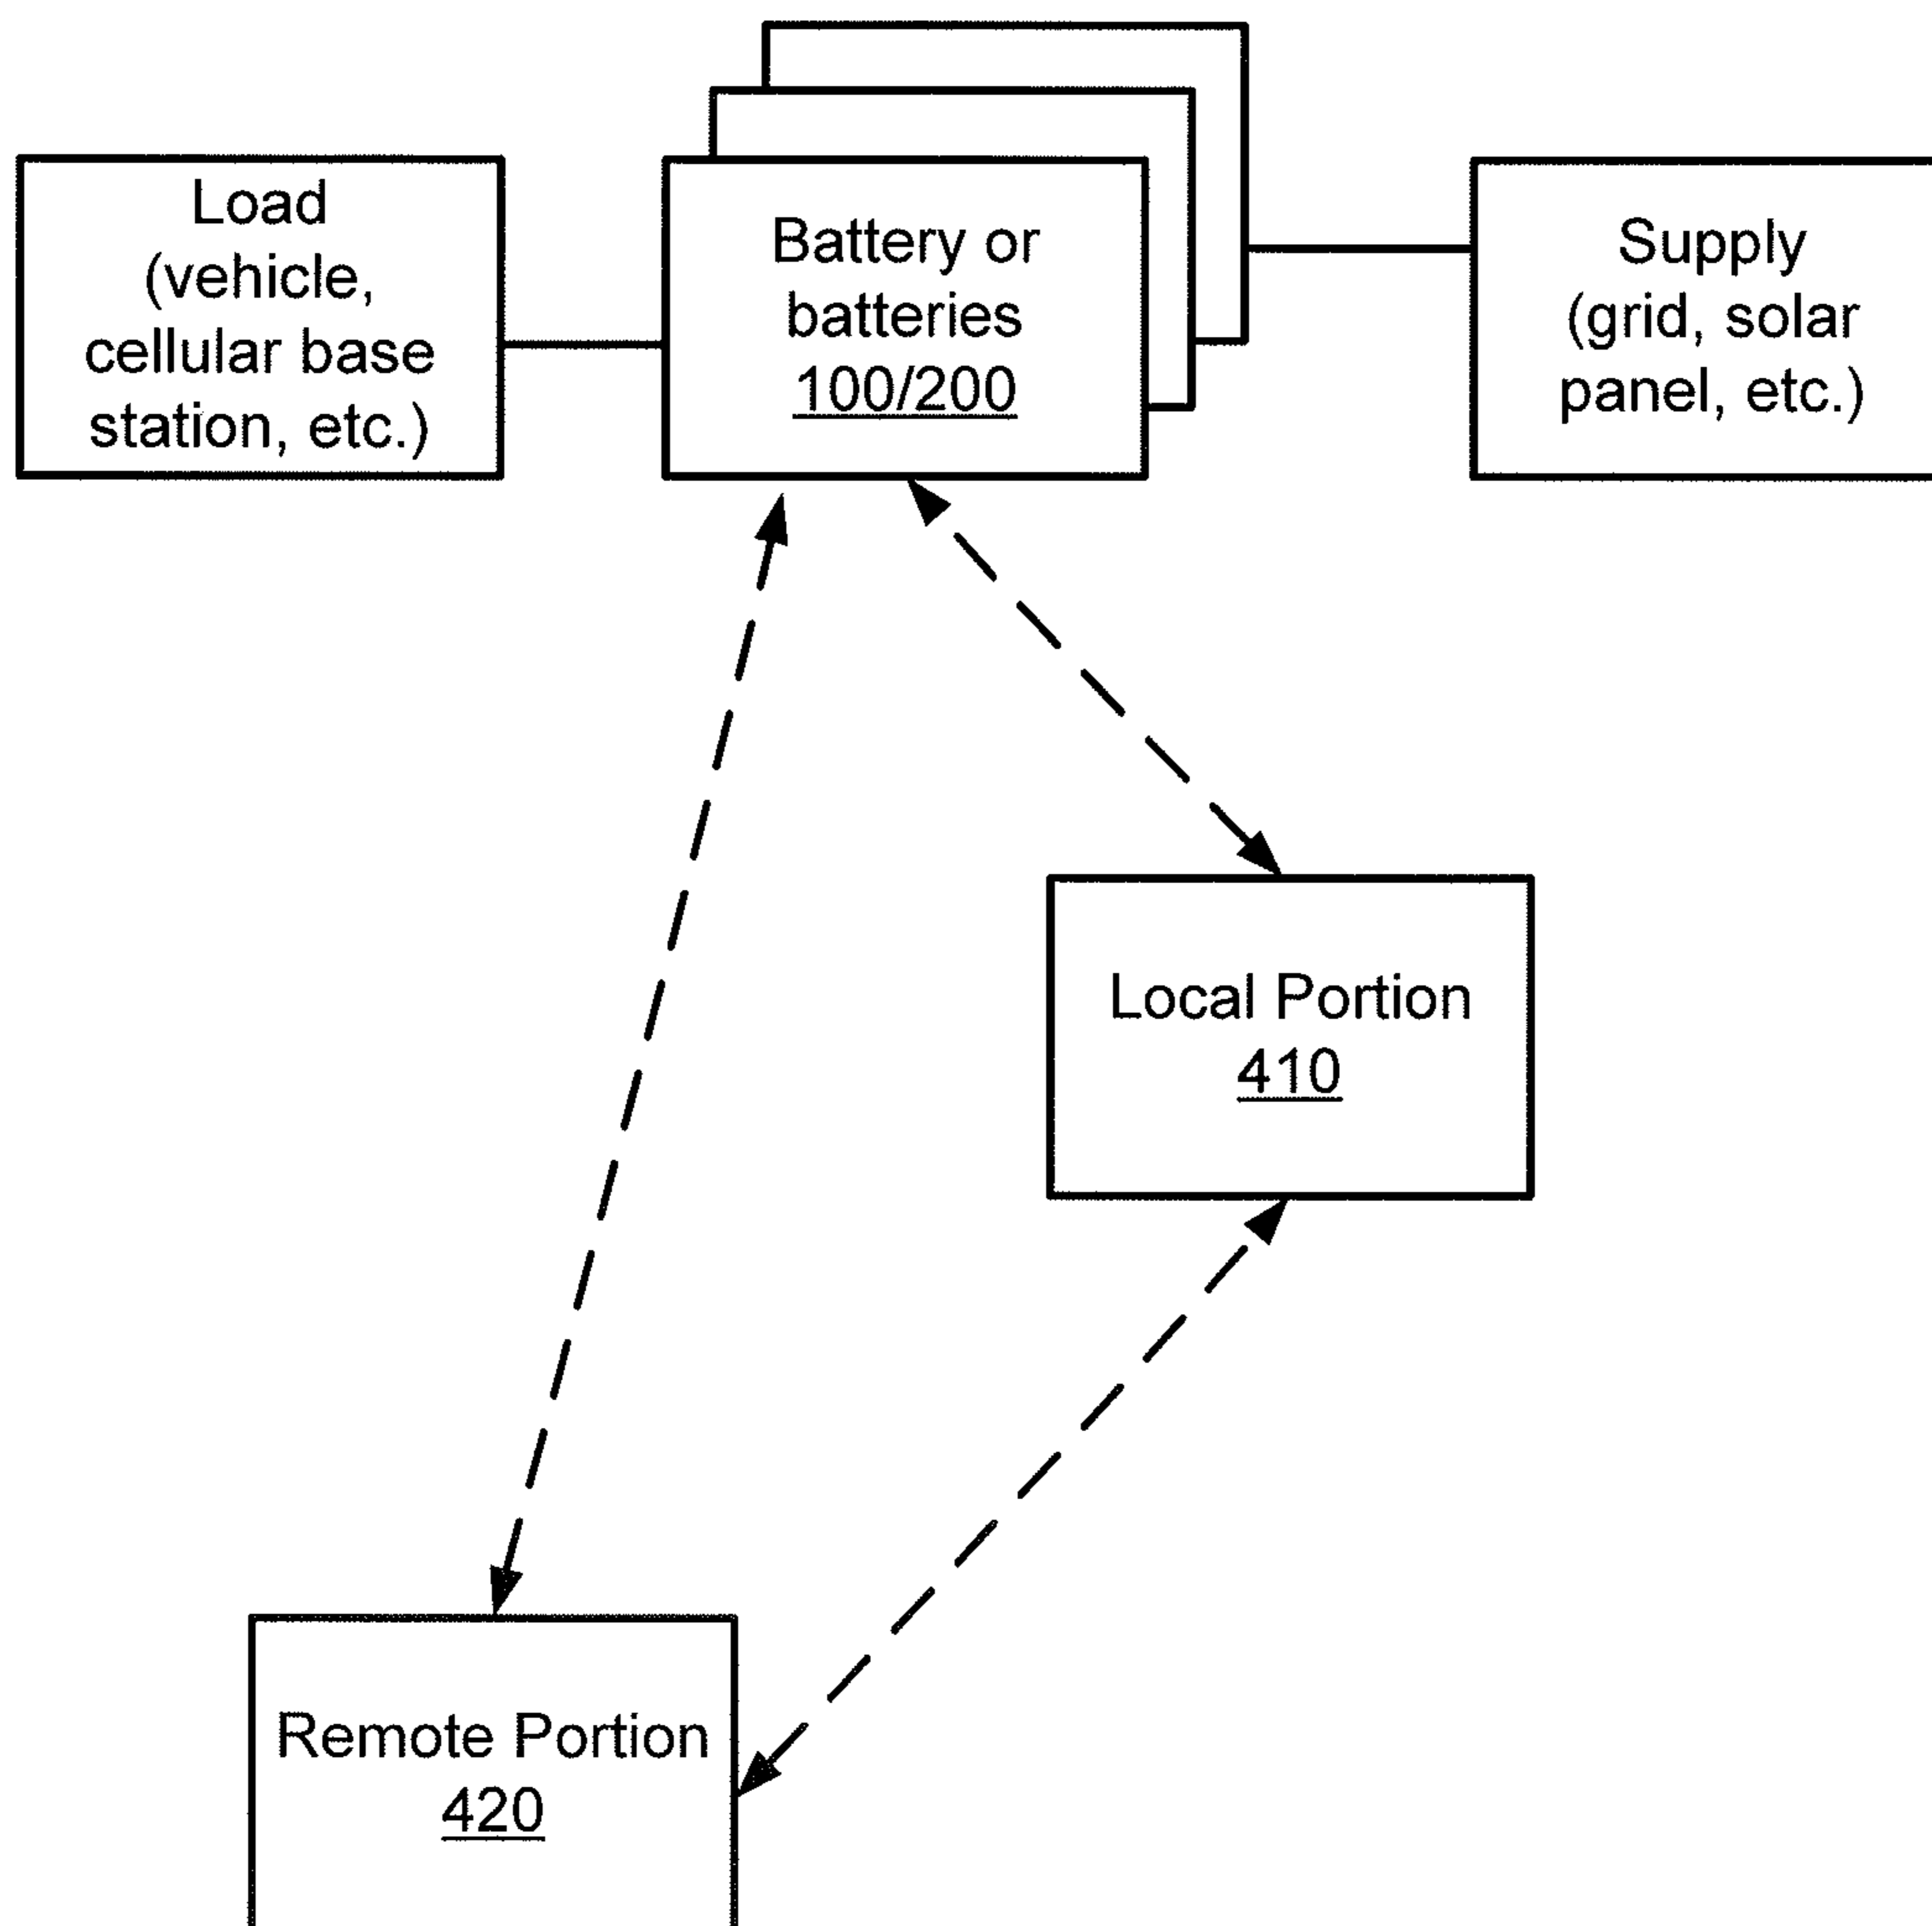 Load
(vehicle,
cellular base
station, etc.)
Battery or
batteries
100/200
Supply
(grid, solar
panel, etc.)
Local Portion
410
Remote Portion
420